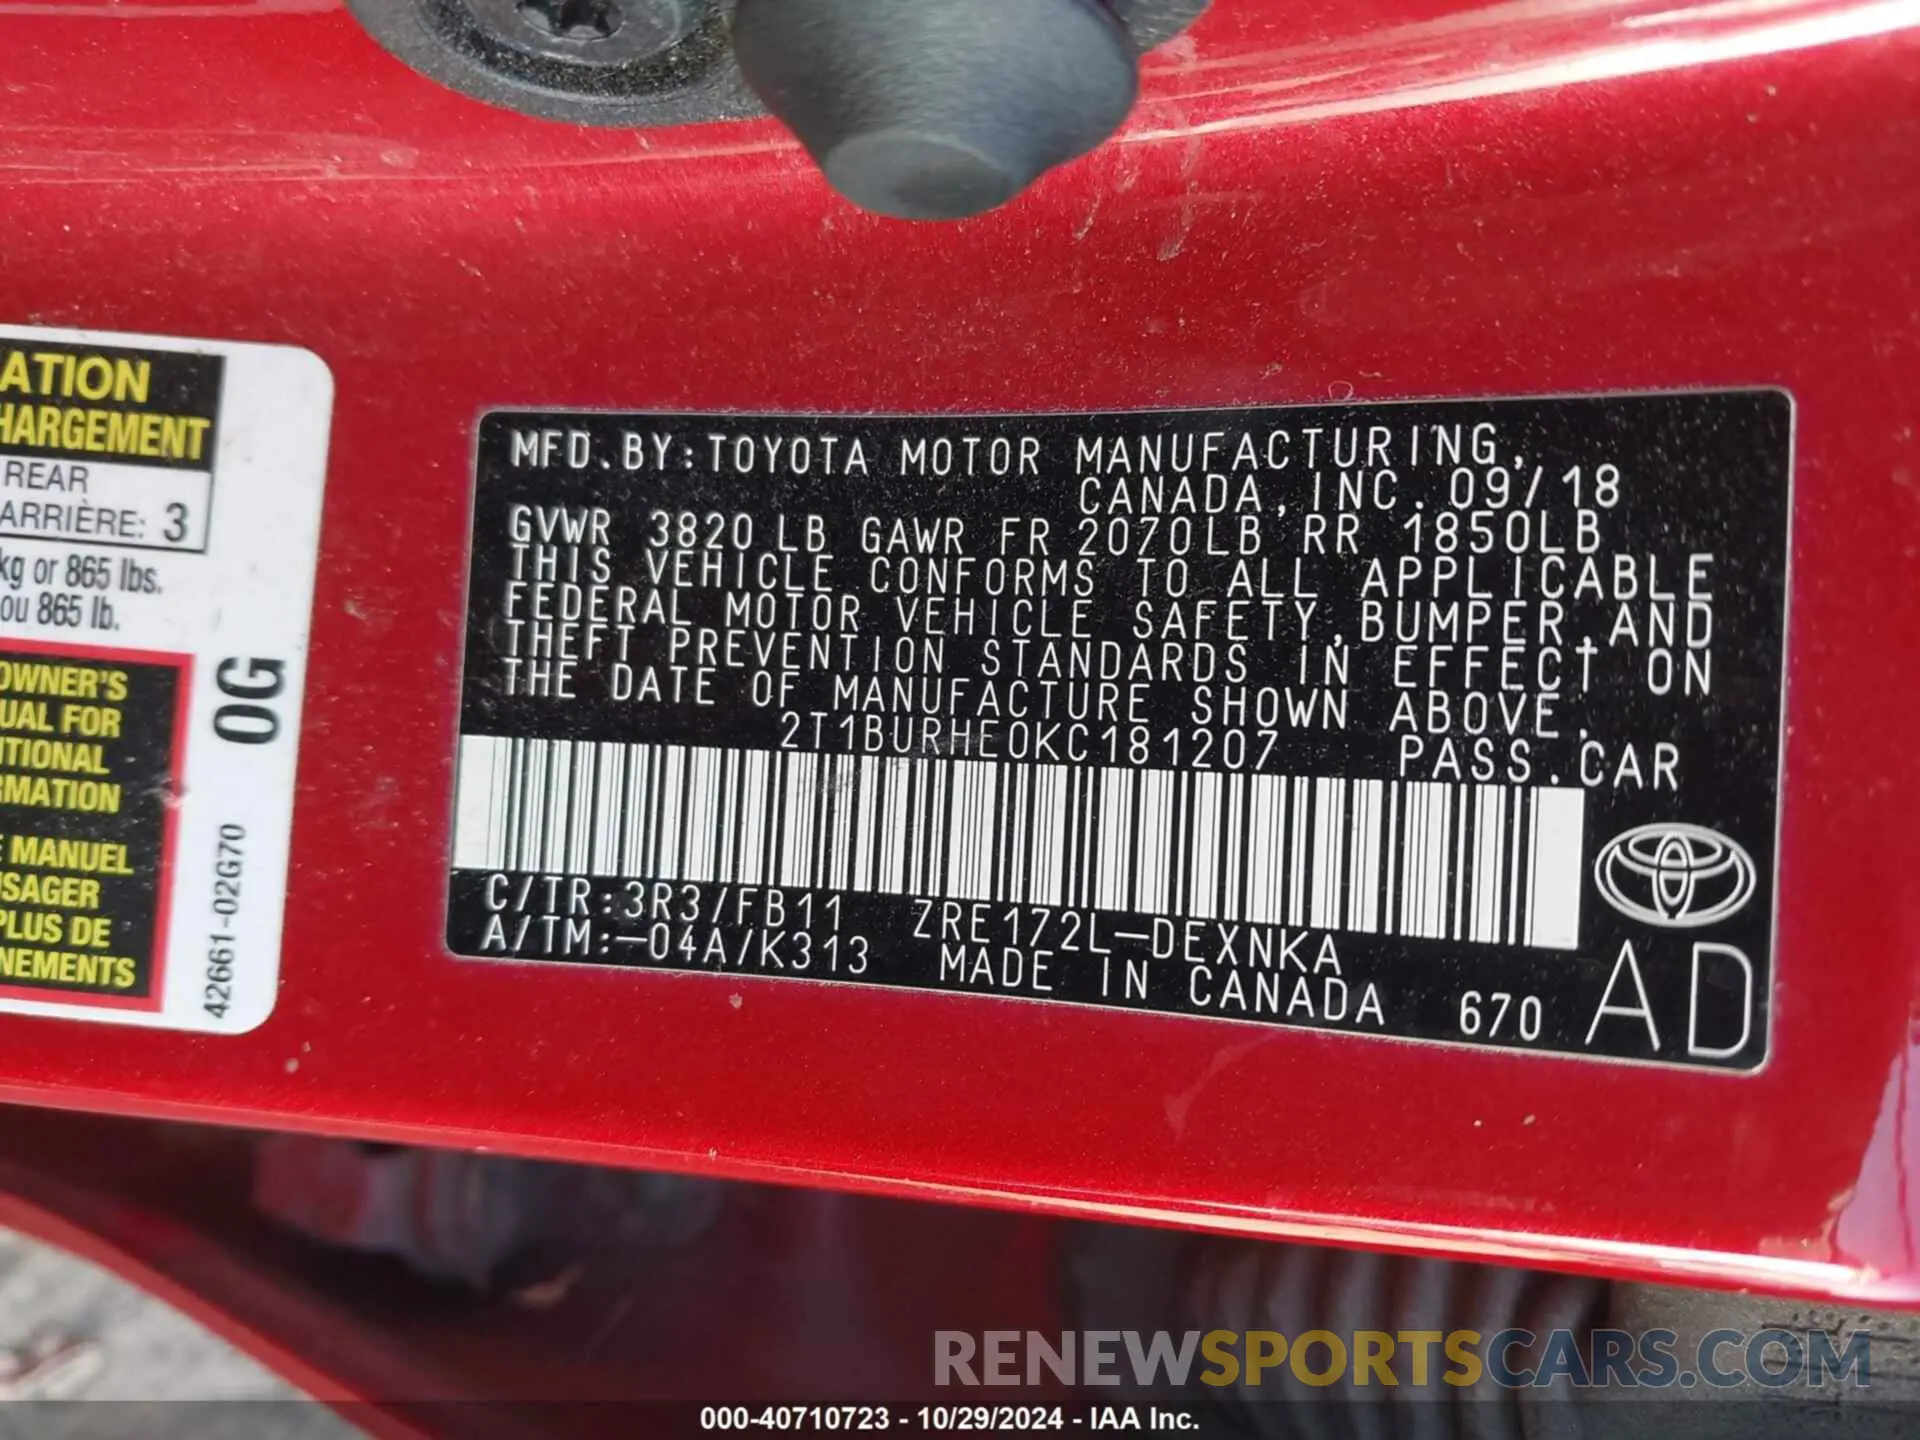 ATION
HARGEMENT
REAR
ARRIÈRE: 3
kg or 865 lbs.
ou 865 lb.
OWNER'S
UAL FOR
ITIONAL
RMATION
E MANUEL
USAGER
PLUS DE
NEMENTS
0G
42661-02G70
MFD.BY:TOYOTA MOTOR MANUFACTURING,
CANADA,INC.09/18
GVWR 3820LB GAWR FR 2070LB RR 1850LB
THIS VEHICLE CONFORMS TO ALL APPLICABLE
FEDERAL MOTOR VEHICLE SAFETY,BUMPER,AND
THEFT PREVENTION STANDARDS IN EFFECT ON
THE DATE OF MANUFACTURE SHOWN ABOVE.
2T1BURHE0KC181207 PASS.CAR
C/TR:3R3/FB11 ZRE172L-DEXNKA
A/TM:-04A/K313 MADE IN CANADA 670
AD
RENEWSPORTSCARS.COM
000-40710723 - 10/29/2024 - IAA Inc.